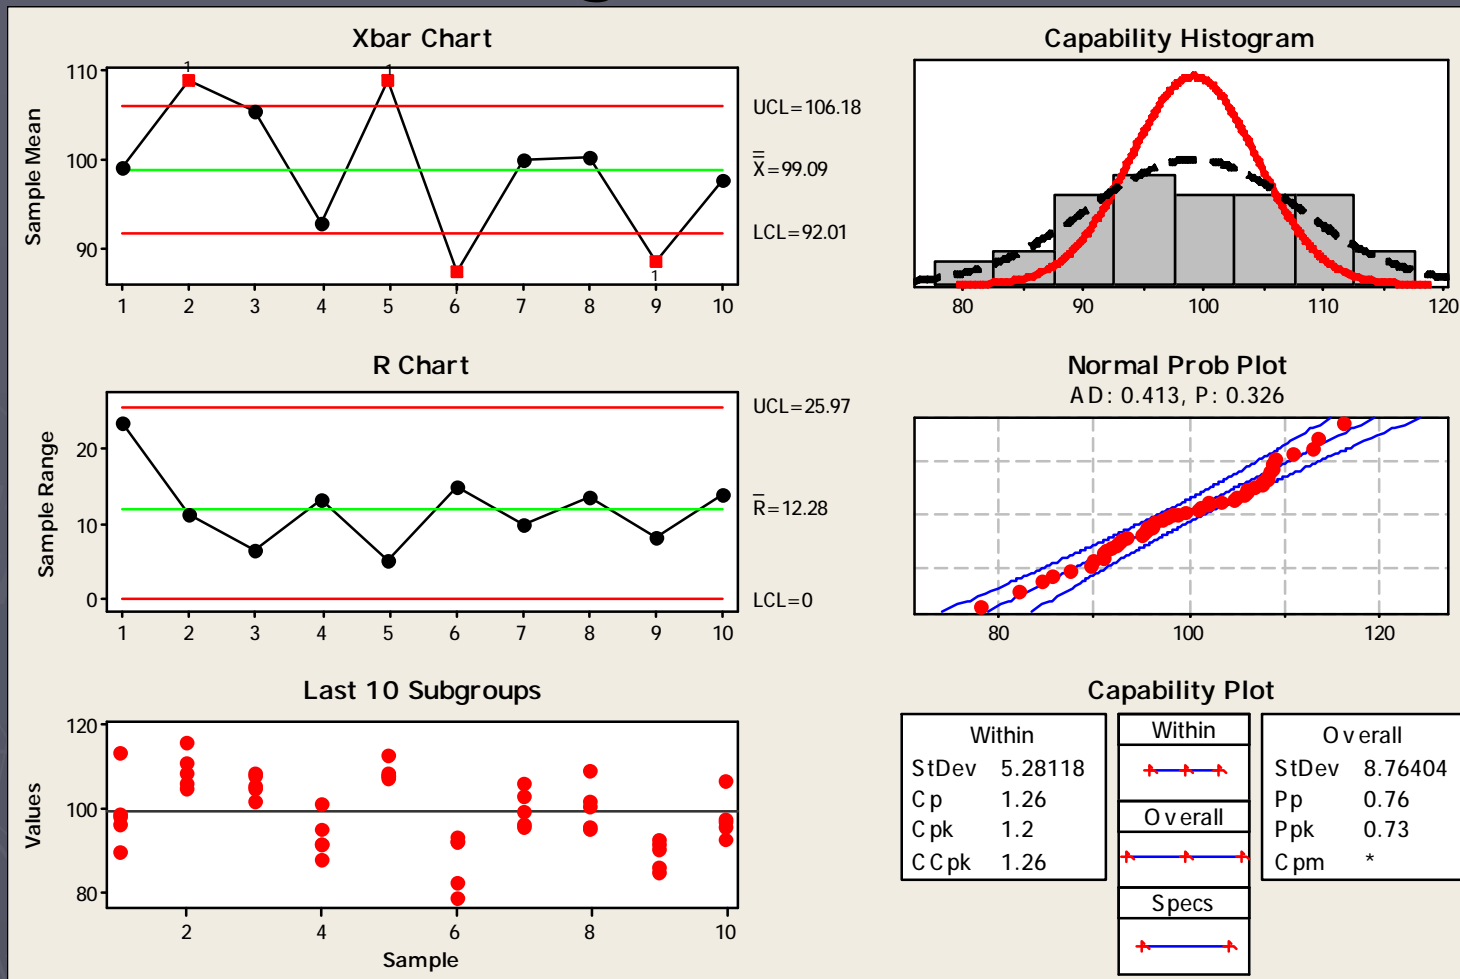 Xbar Chart
110
100
90
Sample Mean
1
1
1
UCL=106.18
X=99.09
LCL=92.01
1 2 3 4 5 6 7 8 9 10
Capability Histogram
80 90 100 110 120
R Chart
20
10
0
Sample Range
UCL=25.97
R=12.28
LCL=0
1 2 3 4 5 6 7 8 9 10
Normal Prob Plot
AD: 0.413, P: 0.326
80 100 120
Last 10 Subgroups
120
100
80
Values
2 4 6 8 10
Sample
Capability Plot
Within
StDev 5.28118
Cp 1.26
Cpk 1.2
CCpk 1.26
Within
Overall
Specs
Overall
StDev 8.76404
Pp 0.76
Ppk 0.73
Cpm *